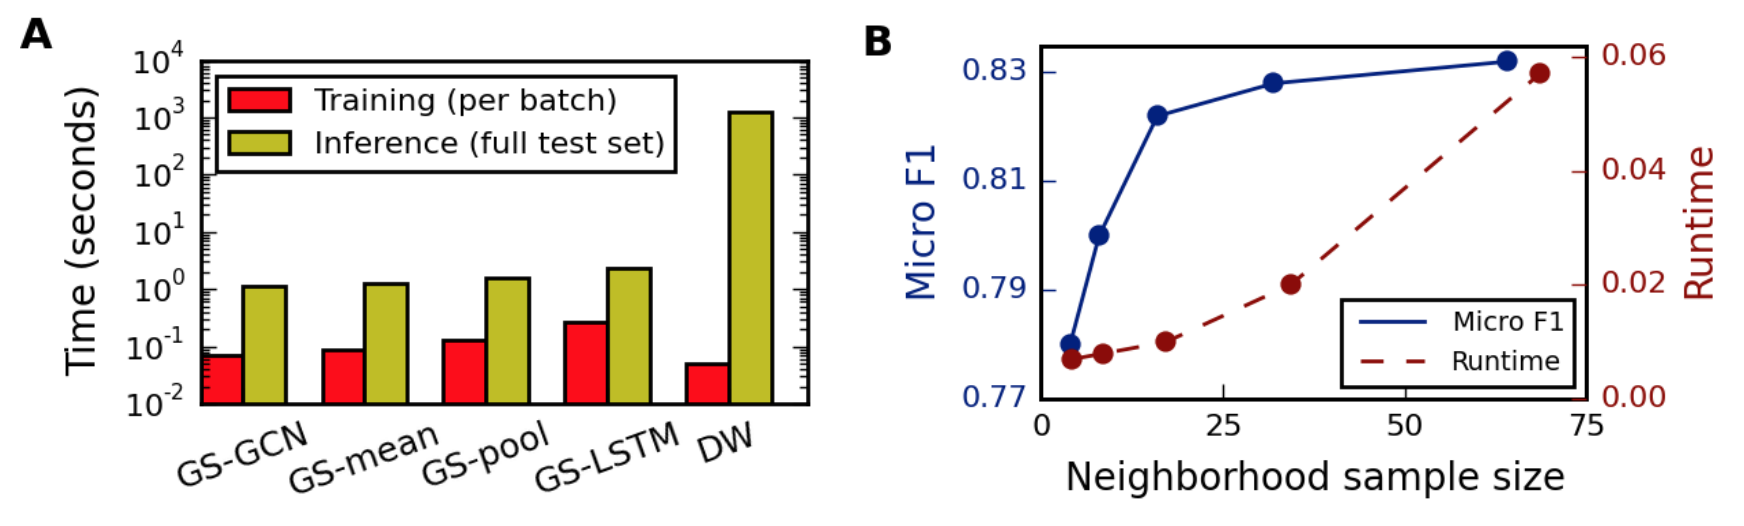 A
Time (seconds)
10^4
10^3
10^2
10^1
10^0
10^-1
10^-2
Training (per batch)
Inference (full test set)
GS-GCN
GS-mean
GS-pool
GS-LSTM
DW
B
Micro F1
0.83
0.81
0.79
0.77
Micro F1
Runtime
0.06
0.04
0.02
0.00
Runtime
0
25
50
75
Neighborhood sample size